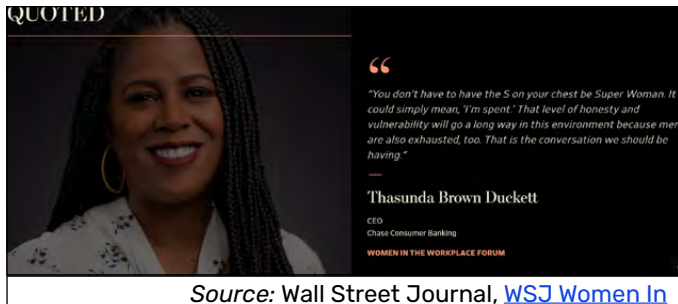 QUOTED
“
“You don’t have to have the S on your chest be Super Woman. It
could simply mean, ‘I’m spent.’ That level of honesty and
vulnerability will go a long way in this environment because men
are also exhausted, too. That is the conversation we should be
having.”
Thasunda Brown Duckett
CEO
Chase Consumer Banking
WOMEN IN THE WORKPLACE FORUM
Source: Wall Street Journal, WSJ Women In